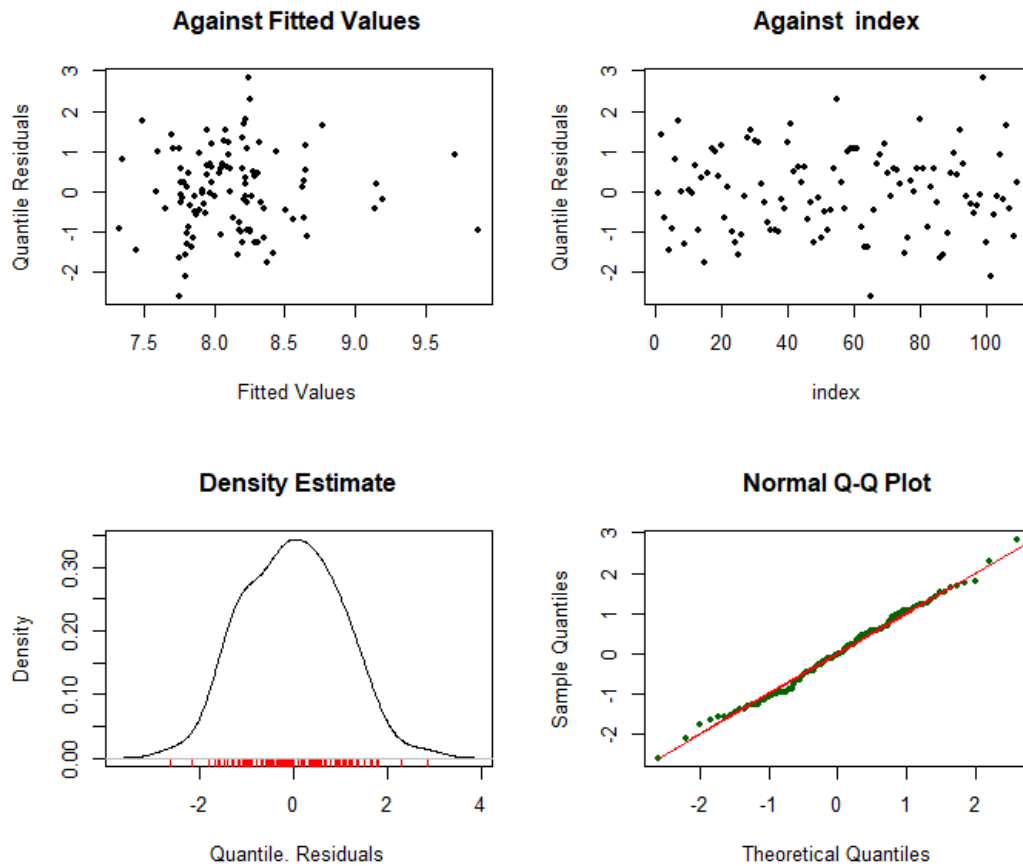 Against Fitted Values
Quantile Residuals
3
2
1
0
-1
-2
7.5 8.0 8.5 9.0 9.5
Fitted Values
Against index
Quantile Residuals
3
2
1
0
-1
-2
0 20 40 60 80 100
index
Density Estimate
Density
0.30
0.20
0.10
0.00
-2 0 2 4
Quantile. Residuals
Normal Q-Q Plot
Sample Quantiles
3
2
1
0
-1
-2
-2 -1 0 1 2
Theoretical Quantiles